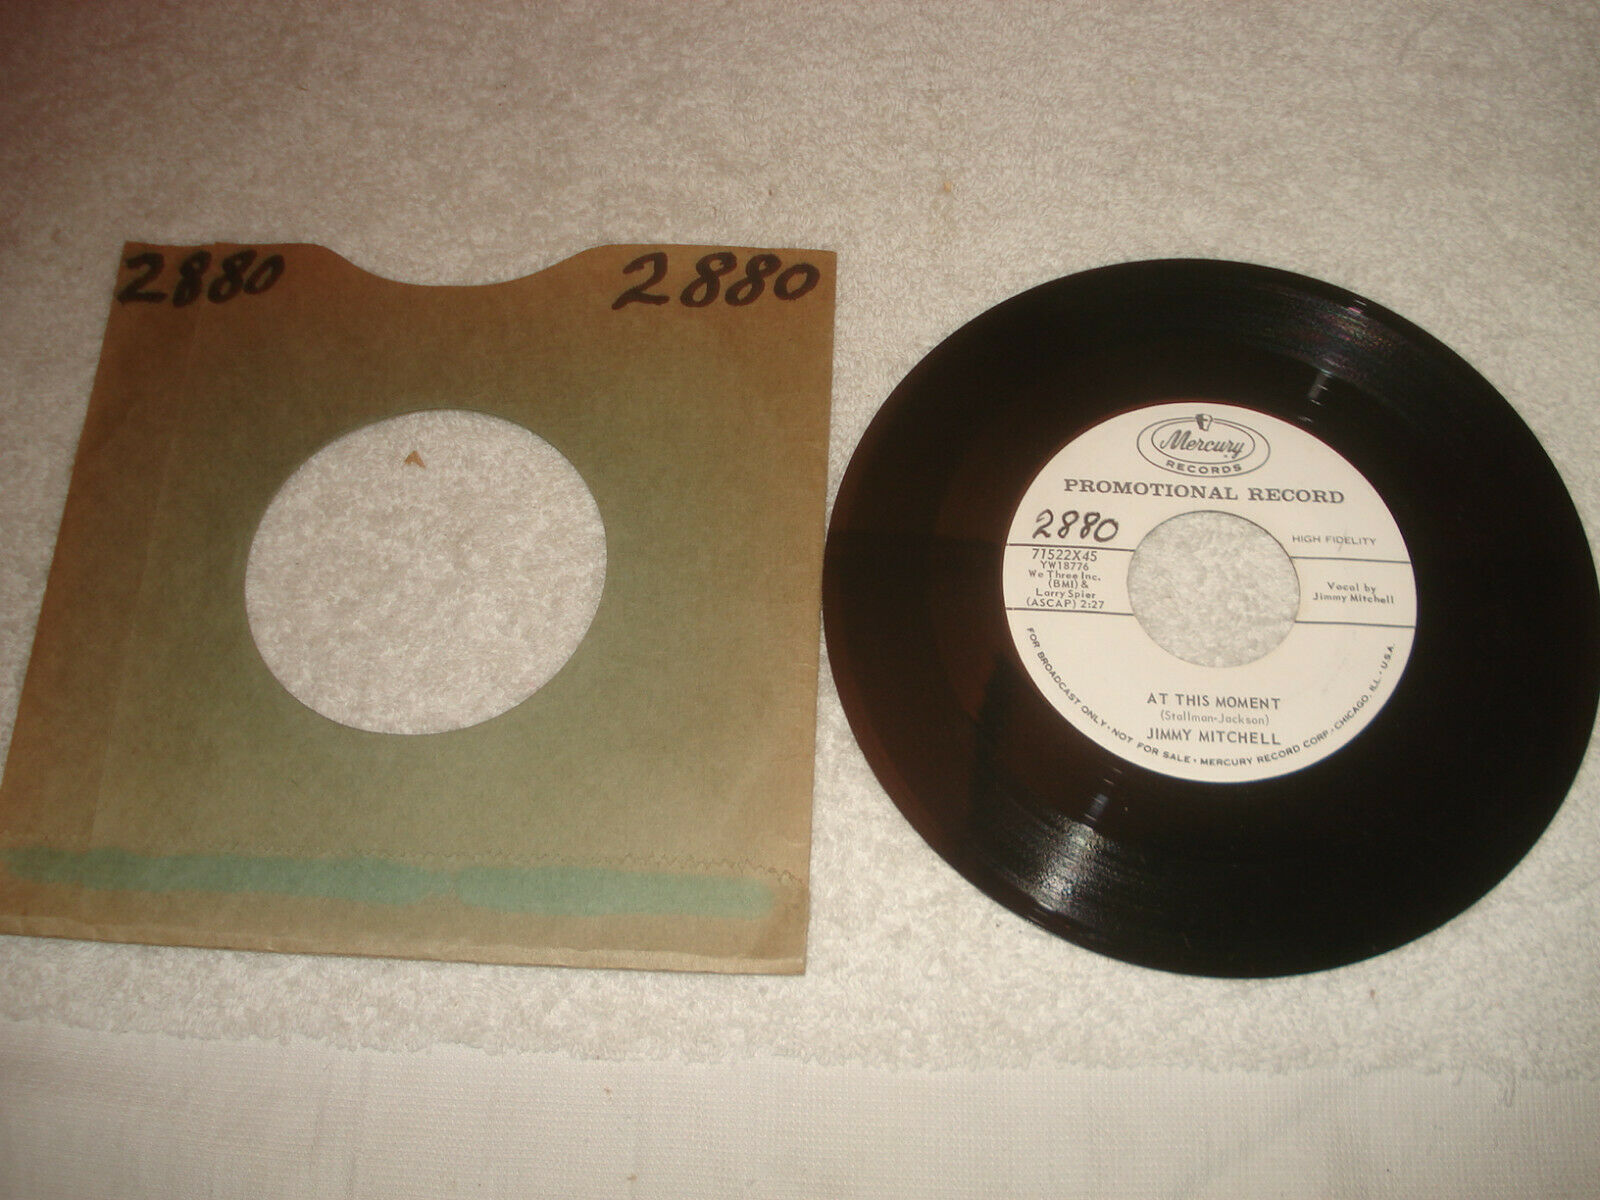 2880 2880
Mercury
RECORDS
PROMOTIONAL RECORD
2880
HIGH FIDELITY
71522X45
YW18776
We Three Inc.
(BMI) &
Larry Spier
(ASCAP) 2:27
Vocal by
Jimmy Mitchell
AT THIS MOMENT
(Stallman-Jackson)
JIMMY MITCHELL
FOR BROADCAST ONLY • NOT FOR SALE • MERCURY RECORD CORP. • CHICAGO, ILL. • U.S.A.